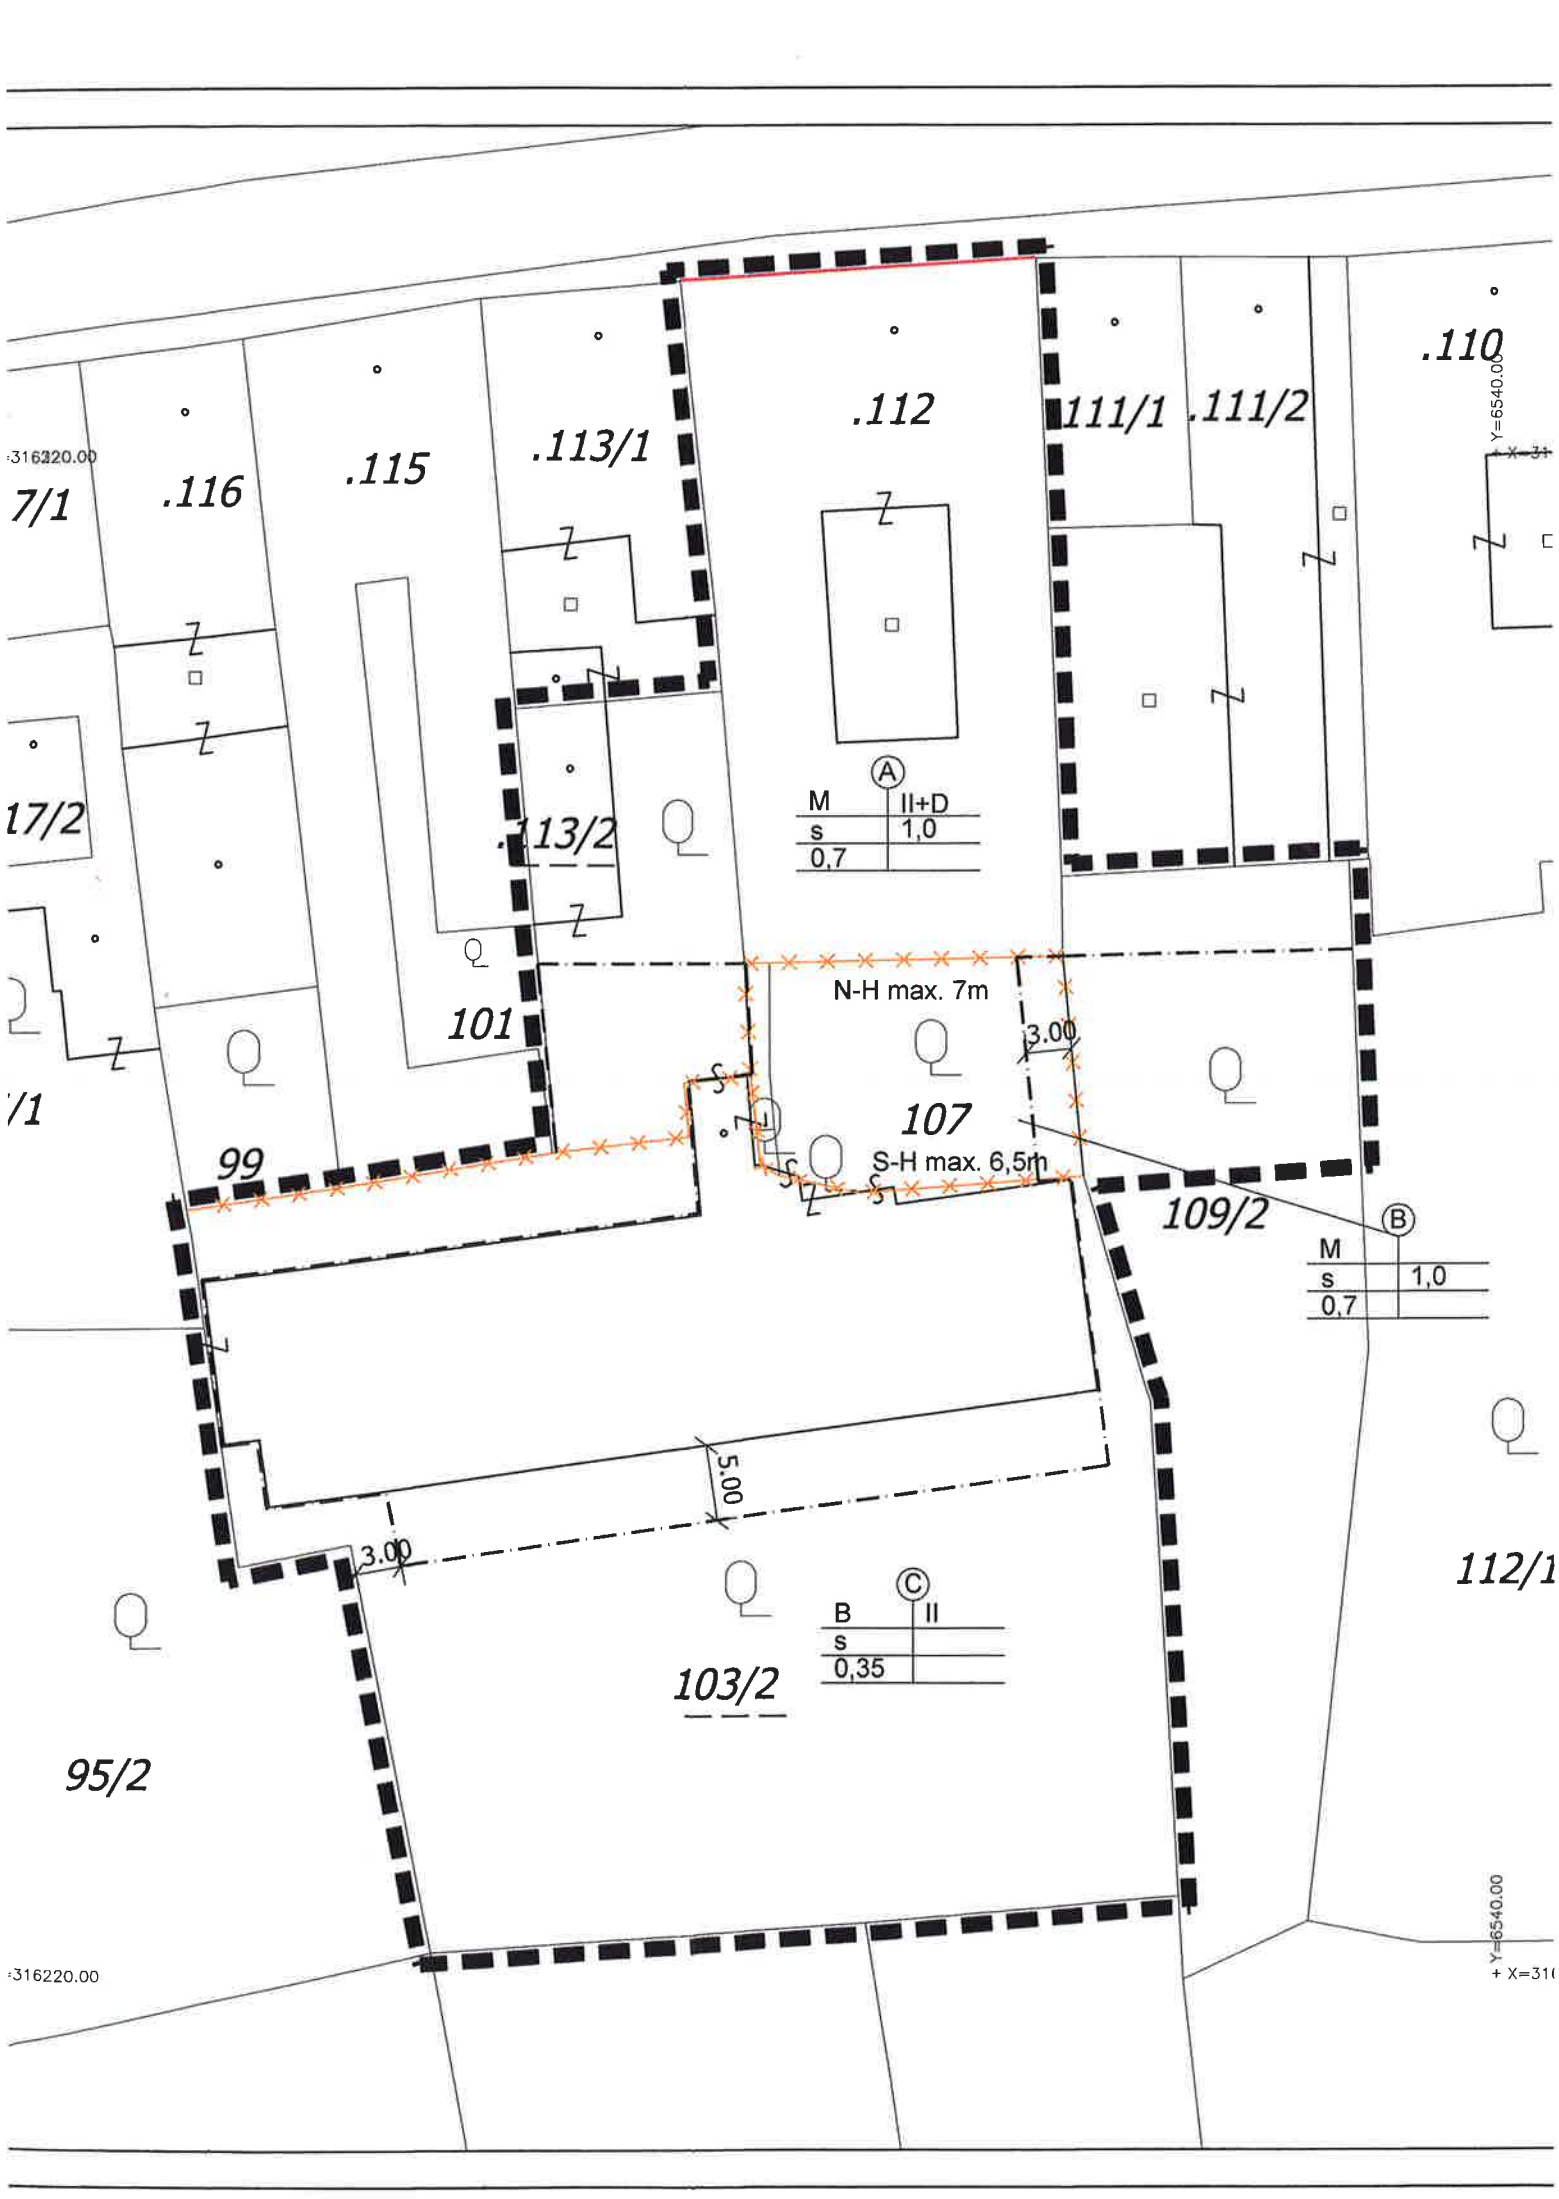 .110
Y=6540.00
.112
111/1
.111/2
.113/1
:316220.00
.115
.116
7/1
A
M II+D
s 1,0
0,7
17/2
.113/2
N-H max. 7m
101
3.00
/1
107
99
S-H max. 6,5m
109/2
B
M
s 1,0
0,7
5.00
3.00
112/1
C
B II
s
0,35
103/2
95/2
Y=6540.00
:316220.00
+ X=316